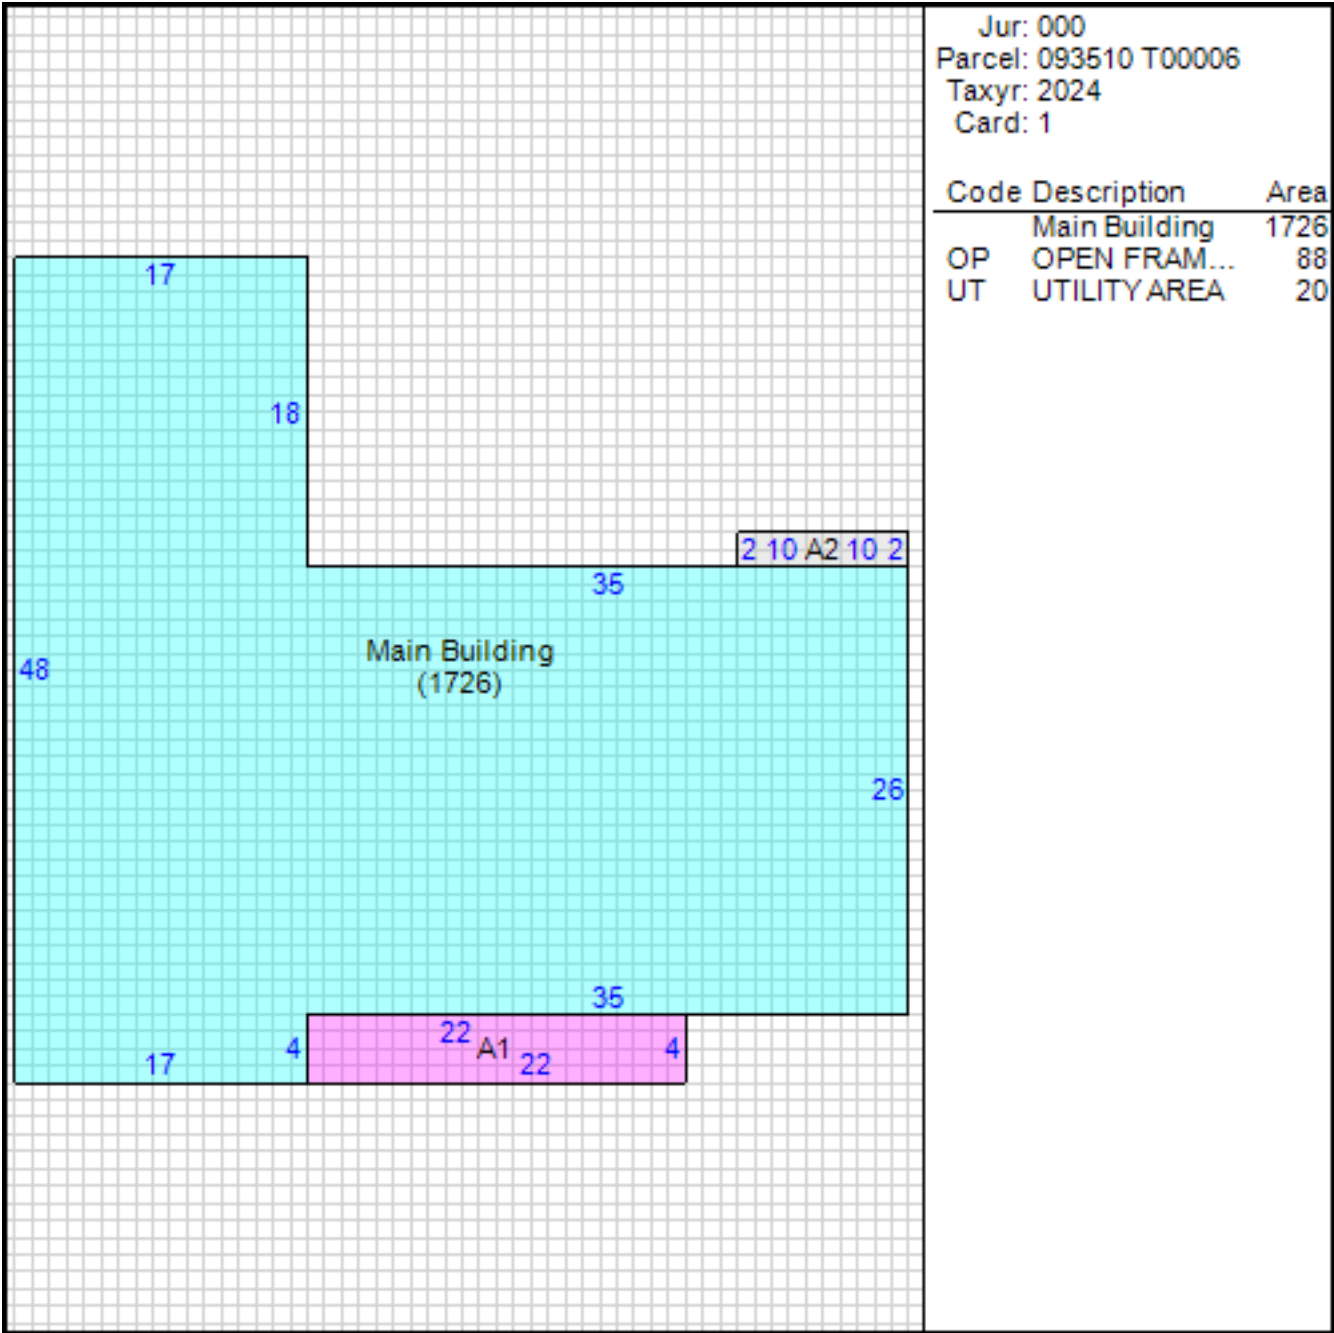 Jur: 000
Parcel: 093510 T00006
Taxyr: 2024
Card: 1
Code Description Area
Main Building 1726
OP OPEN FRAM... 88
UT UTILITY AREA 20
17
18
2 10 A2 10 2
35
Main Building
(1726)
48
26
35
22
4 A1 4
17 22